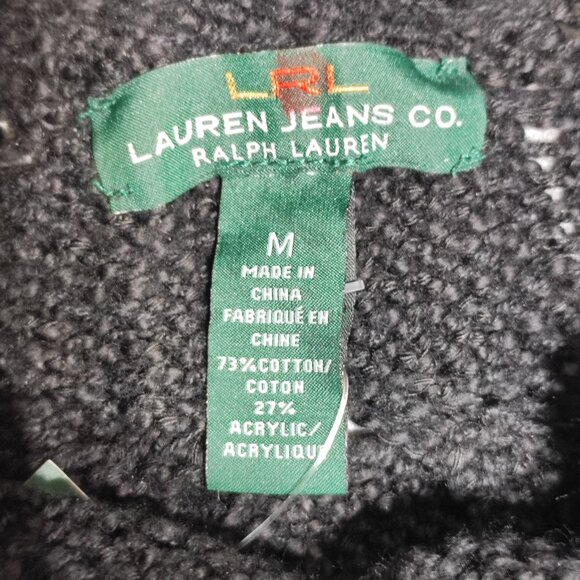 LRL
LAUREN JEANS CO.
RALPH LAUREN
M
MADE IN
CHINA
FABRIQUÉ EN
CHINE
73%COTTON/
COTON
27%
ACRYLIC/
ACRYLIQUE